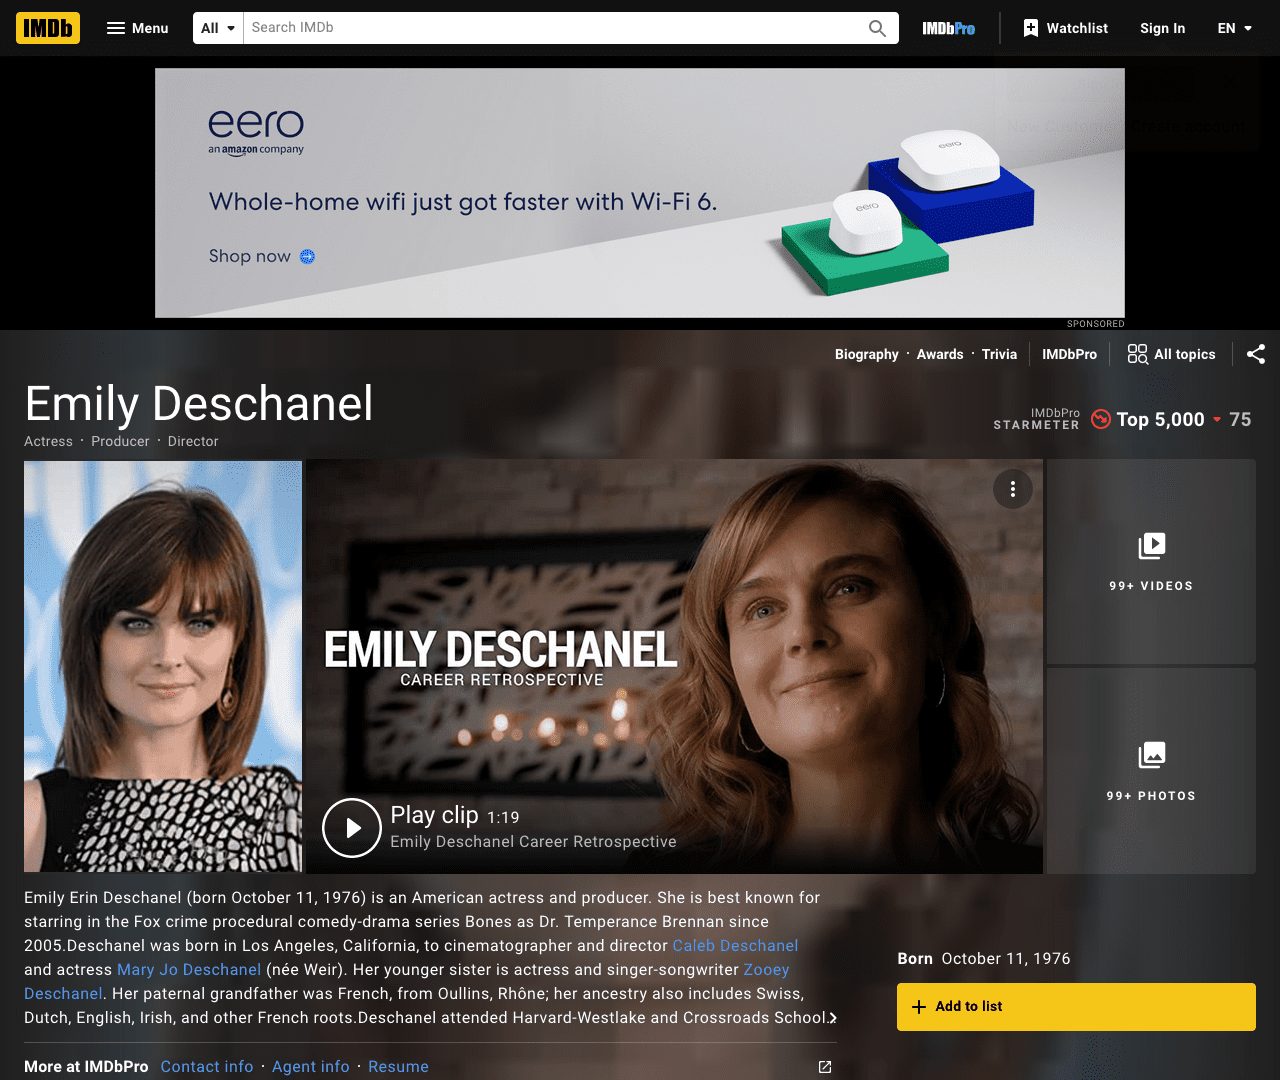 IMDb Menu All Search IMDb IMDbPro Watchlist Sign In EN
eero
an amazon company
Whole-home wifi just got faster with Wi-Fi 6.
Shop now
eero
eero
SPONSORED
Biography · Awards · Trivia IMDbPro All topics
Emily Deschanel
Actress · Producer · Director
IMDbPro
STARMETER
Top 5,000 75
EMILY DESCHANEL
CAREER RETROSPECTIVE
Play clip 1:19
Emily Deschanel Career Retrospective
99+ VIDEOS
99+ PHOTOS
Emily Erin Deschanel (born October 11, 1976) is an American actress and producer. She is best known for
starring in the Fox crime procedural comedy-drama series Bones as Dr. Temperance Brennan since
2005.Deschanel was born in Los Angeles, California, to cinematographer and director Caleb Deschanel
and actress Mary Jo Deschanel (née Weir). Her younger sister is actress and singer-songwriter Zooey
Deschanel. Her paternal grandfather was French, from Oullins, Rhône; her ancestry also includes Swiss,
Dutch, English, Irish, and other French roots.Deschanel attended Harvard-Westlake and Crossroads School..
Born October 11, 1976
+ Add to list
More at IMDbPro Contact info · Agent info · Resume